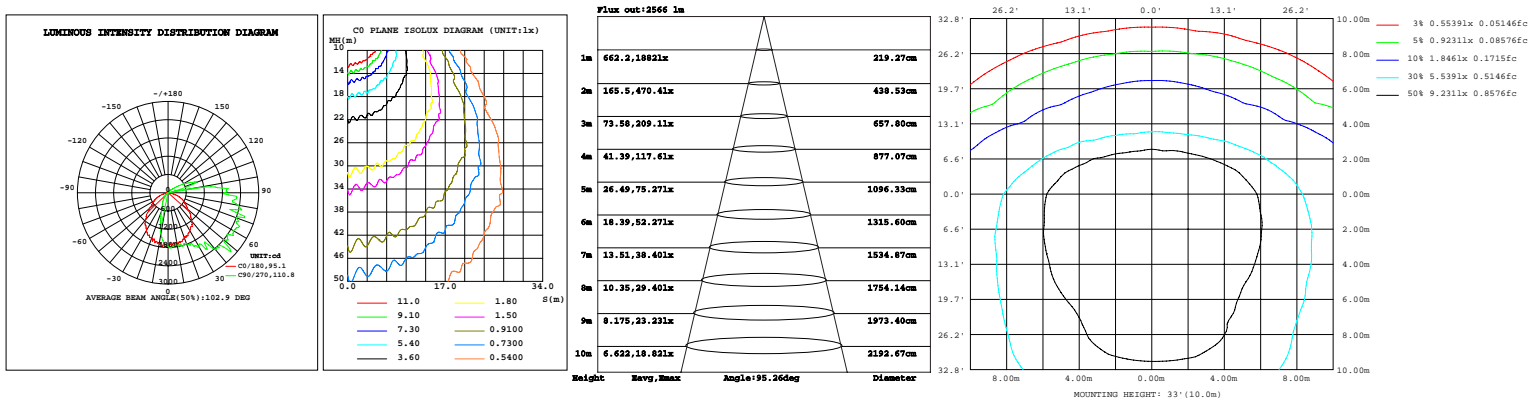 LUMINOUS INTENSITY DISTRIBUTION DIAGRAM
-/+180
-150
150
-120
120
-90
90
-60
60
-30
30
0
0
600
1200
1800
2400
3000
UNIT:cd
C0/180,95.1
C90/270,110.8
AVERAGE BEAM ANGLE(50%):102.9 DEG
C0 PLANE ISOLUX DIAGRAM (UNIT:lx)
MH(m)
10
14
18
22
26
30
34
38
42
46
50
0.0
17.0
34.0
S(m)
11.0
1.80
9.10
1.50
7.30
0.9100
5.40
0.7300
3.60
0.5400
Flux out:2566 lm
1m 662.2,1882lx 219.27cm
2m 165.5,470.4lx 438.53cm
3m 73.58,209.1lx 657.80cm
4m 41.39,117.6lx 877.07cm
5m 26.49,75.27lx 1096.33cm
6m 18.39,52.27lx 1315.60cm
7m 13.51,38.40lx 1534.87cm
8m 10.35,29.40lx 1754.14cm
9m 8.175,23.23lx 1973.40cm
10m 6.622,18.82lx 2192.67cm
Height Eavg,Emax Angle:95.26deg Diameter
26.2' 13.1' 0.0' 13.1' 26.2'
32.8' 10.00m
26.2' 8.00m
19.7' 6.00m
13.1' 4.00m
6.6' 2.00m
0.0' 0.00m
6.6' 2.00m
13.1' 4.00m
19.7' 6.00m
26.2' 8.00m
32.8' 10.00m
8.00m 4.00m 0.00m 4.00m 8.00m
MOUNTING HEIGHT: 33'(10.0m)
3% 0.5539lx 0.05146fc
5% 0.9231lx 0.08576fc
10% 1.846lx 0.1715fc
30% 5.539lx 0.5146fc
50% 9.231lx 0.8576fc